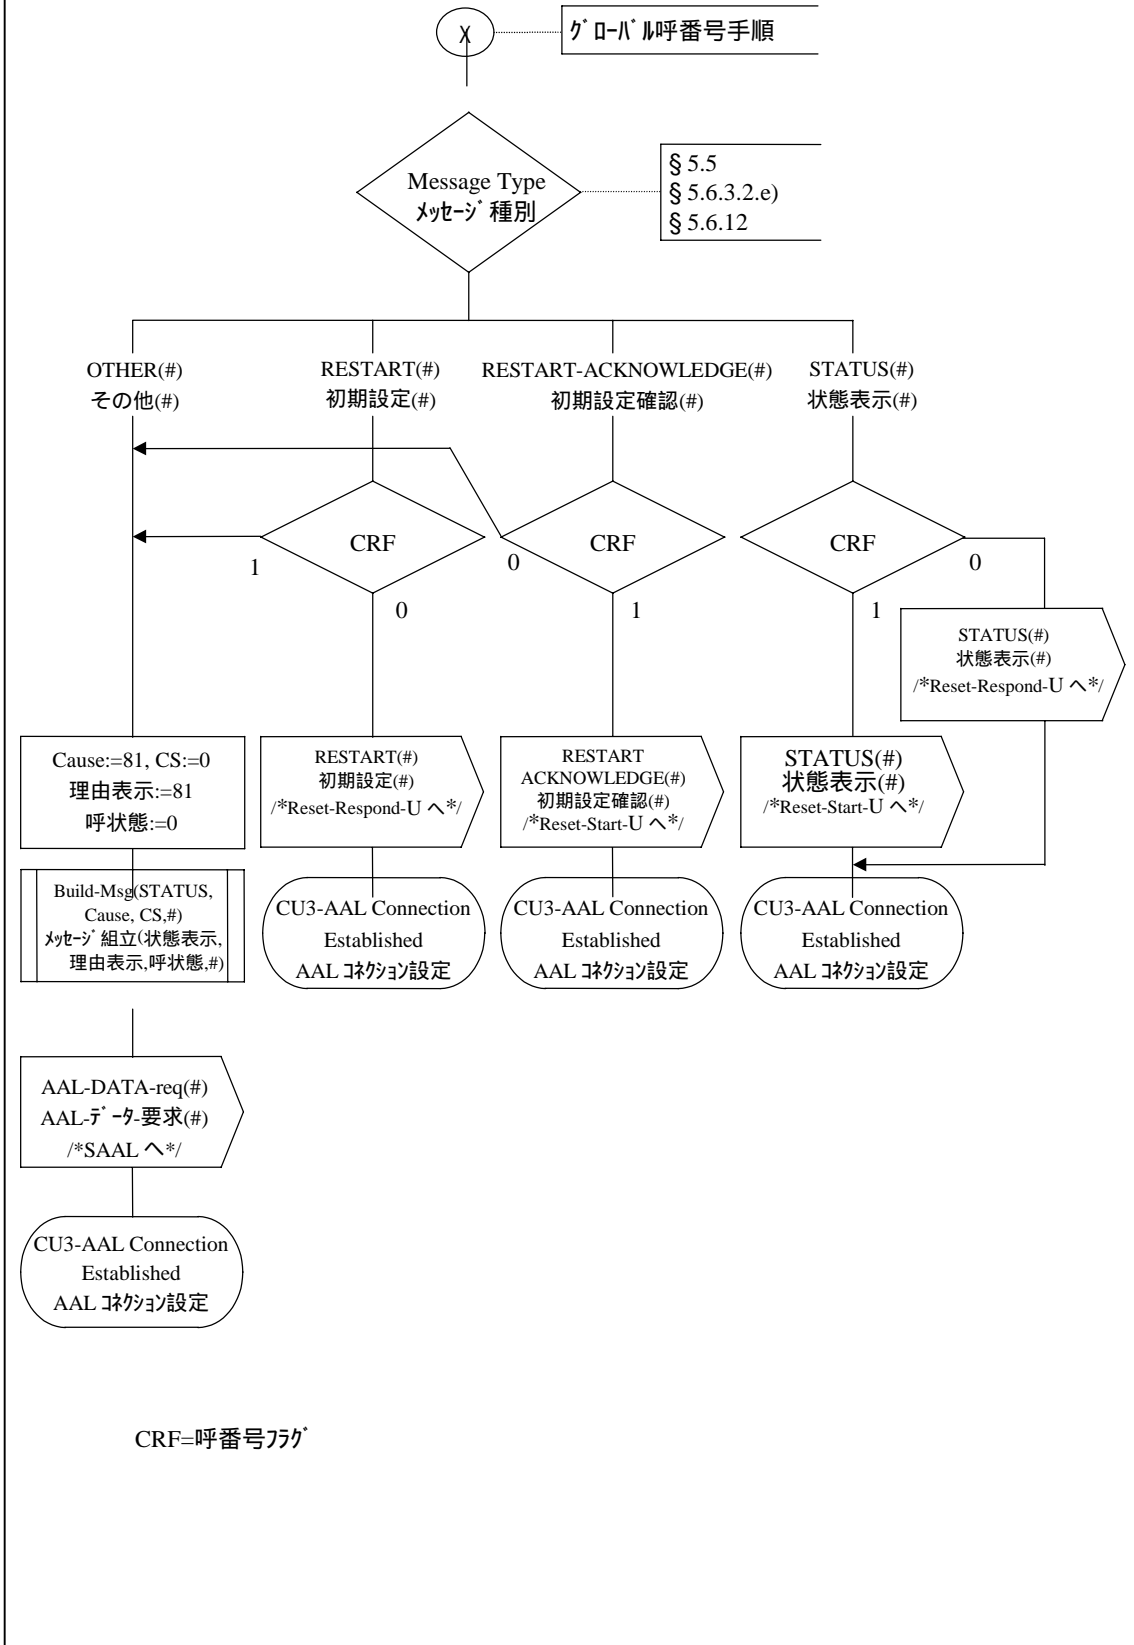 X
ｸﾞﾛｰﾊﾞﾙ呼番号手順
Message Type
ﾒｯｾｰｼﾞ種別
§ 5.5
§ 5.6.3.2.e)
§ 5.6.12
OTHER(#)
その他(#)
RESTART(#)
初期設定(#)
RESTART-ACKNOWLEDGE(#)
初期設定確認(#)
STATUS(#)
状態表示(#)
CRF
1
0
CRF
0
1
CRF
0
1
STATUS(#)
状態表示(#)
/*Reset-Respond-U へ*/
Cause:=81, CS:=0
理由表示:=81
呼状態:=0
RESTART(#)
初期設定(#)
/*Reset-Respond-U へ*/
RESTART
ACKNOWLEDGE(#)
初期設定確認(#)
/*Reset-Start-U へ*/
STATUS(#)
状態表示(#)
/*Reset-Start-U へ*/
Build-Msg(STATUS,
Cause, CS,#)
ﾒｯｾｰｼﾞ組立(状態表示,
理由表示,呼状態,#)
CU3-AAL Connection
Established
AAL ｺﾈｸｼｮﾝ設定
CU3-AAL Connection
Established
AAL ｺﾈｸｼｮﾝ設定
CU3-AAL Connection
Established
AAL ｺﾈｸｼｮﾝ設定
AAL-DATA-req(#)
AAL-ﾃﾞｰﾀ-要求(#)
/*SAAL へ*/
CU3-AAL Connection
Established
AAL ｺﾈｸｼｮﾝ設定
CRF=呼番号ﾌﾗｸﾞ